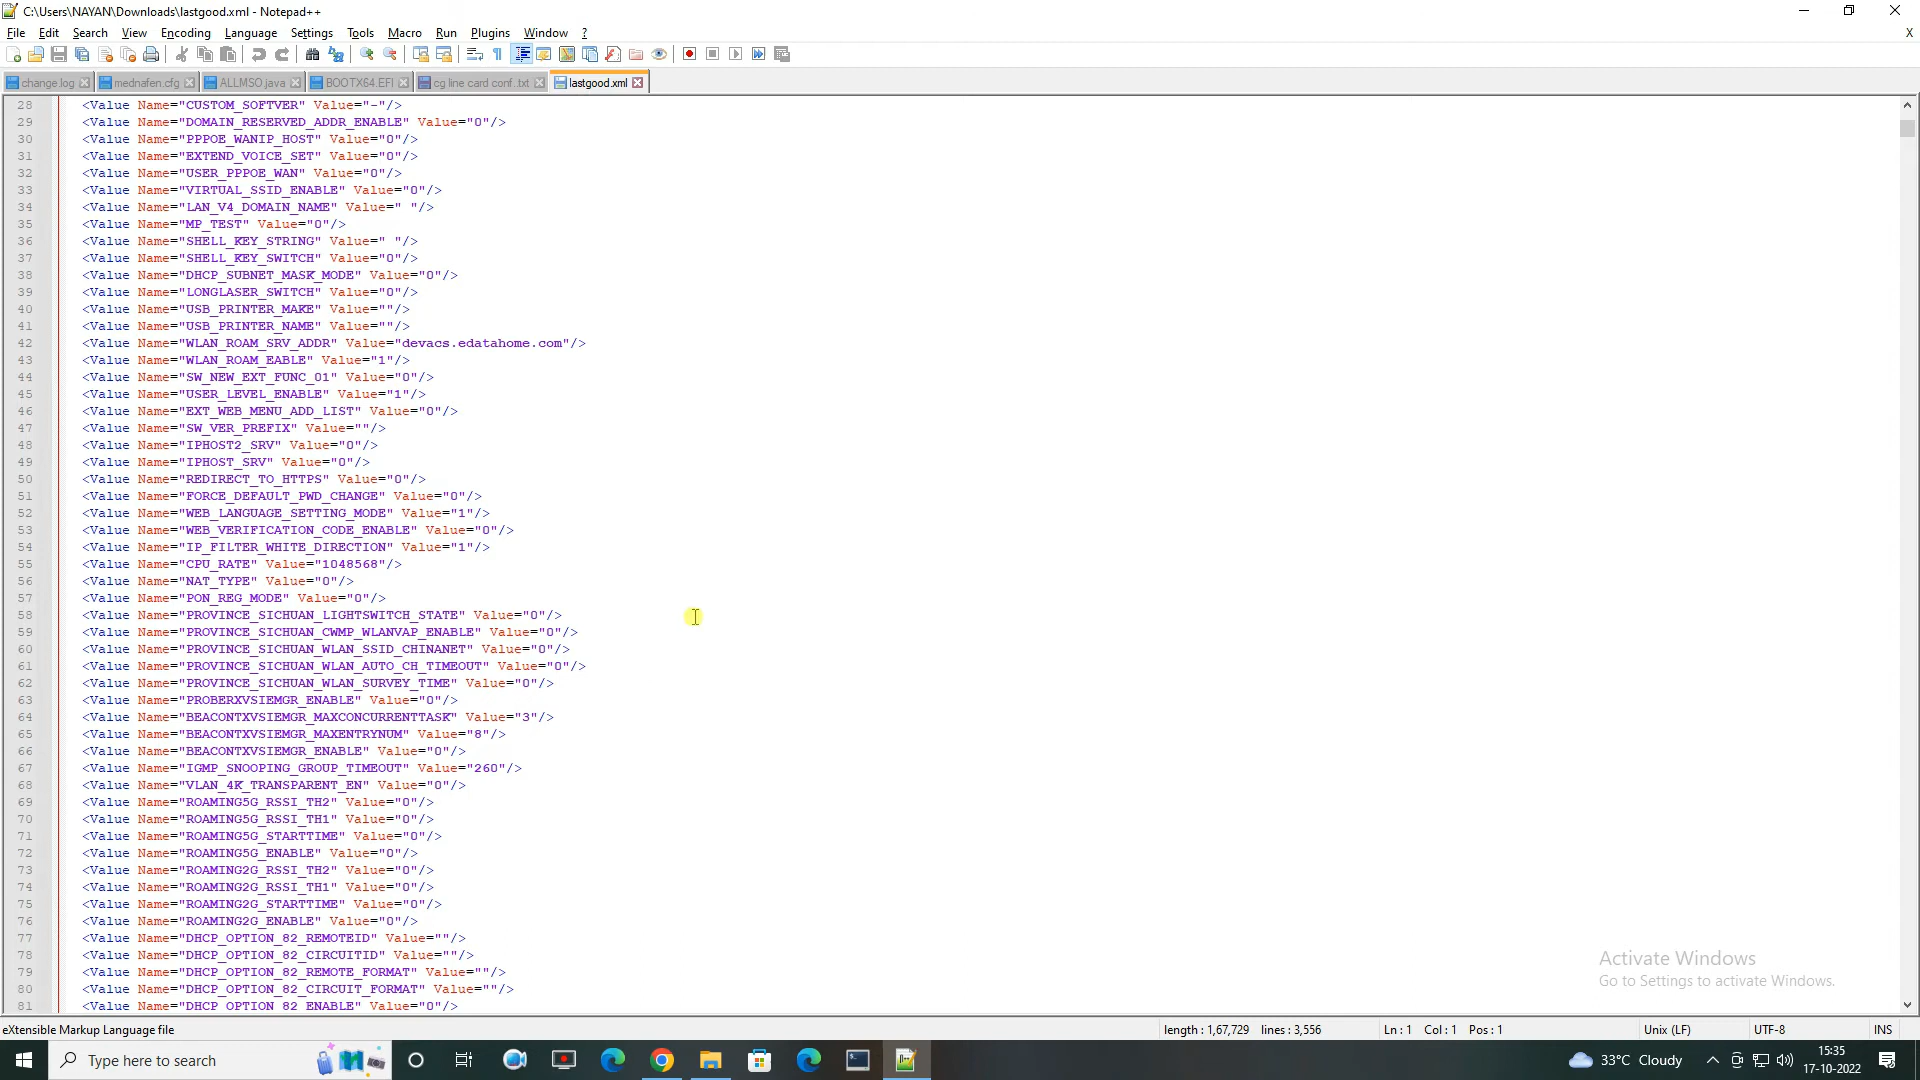 C:\Users\NAYAN\Downloads\lastgood.xml - Notepad++
File Edit Search View Encoding Language Settings Tools Macro Run Plugins Window ? X
change.log mednafen.cfg ALLMSO.java BOOTX64.EFI cg line card conf..txt lastgood.xml
28 <Value Name="CUSTOM_SOFTVER" Value="-"/>
29 <Value Name="DOMAIN_RESERVED_ADDR_ENABLE" Value="0"/>
30 <Value Name="PPPOE_WANIP_HOST" Value="0"/>
31 <Value Name="EXTEND_VOICE_SET" Value="0"/>
32 <Value Name="USER_PPPOE_WAN" Value="0"/>
33 <Value Name="VIRTUAL_SSID_ENABLE" Value="0"/>
34 <Value Name="LAN_V4_DOMAIN_NAME" Value=" "/>
35 <Value Name="MP_TEST" Value="0"/>
36 <Value Name="SHELL_KEY_STRING" Value=" "/>
37 <Value Name="SHELL_KEY_SWITCH" Value="0"/>
38 <Value Name="DHCP_SUBNET_MASK_MODE" Value="0"/>
39 <Value Name="LONGLASER_SWITCH" Value="0"/>
40 <Value Name="USB_PRINTER_MAKE" Value=""/>
41 <Value Name="USB_PRINTER_NAME" Value=""/>
42 <Value Name="WLAN_ROAM_SRV_ADDR" Value="devacs.edatahome.com"/>
43 <Value Name="WLAN_ROAM_EABLE" Value="1"/>
44 <Value Name="SW_NEW_EXT_FUNC_01" Value="0"/>
45 <Value Name="USER_LEVEL_ENABLE" Value="1"/>
46 <Value Name="EXT_WEB_MENU_ADD_LIST" Value="0"/>
47 <Value Name="SW_VER_PREFIX" Value=""/>
48 <Value Name="IPHOST2_SRV" Value="0"/>
49 <Value Name="IPHOST_SRV" Value="0"/>
50 <Value Name="REDIRECT_TO_HTTPS" Value="0"/>
51 <Value Name="FORCE_DEFAULT_PWD_CHANGE" Value="0"/>
52 <Value Name="WEB_LANGUAGE_SETTING_MODE" Value="1"/>
53 <Value Name="WEB_VERIFICATION_CODE_ENABLE" Value="0"/>
54 <Value Name="IP_FILTER_WHITE_DIRECTION" Value="1"/>
55 <Value Name="CPU_RATE" Value="1048568"/>
56 <Value Name="NAT_TYPE" Value="0"/>
57 <Value Name="PON_REG_MODE" Value="0"/>
58 <Value Name="PROVINCE_SICHUAN_LIGHTSWITCH_STATE" Value="0"/>
59 <Value Name="PROVINCE_SICHUAN_CWMP_WLANVAP_ENABLE" Value="0"/>
60 <Value Name="PROVINCE_SICHUAN_WLAN_SSID_CHINANET" Value="0"/>
61 <Value Name="PROVINCE_SICHUAN_WLAN_AUTO_CH_TIMEOUT" Value="0"/>
62 <Value Name="PROVINCE_SICHUAN_WLAN_SURVEY_TIME" Value="0"/>
63 <Value Name="PROBERXVSIEMGR_ENABLE" Value="0"/>
64 <Value Name="BEACONTXVSIEMGR_MAXCONCURRENTTASK" Value="3"/>
65 <Value Name="BEACONTXVSIEMGR_MAXENTRYNUM" Value="8"/>
66 <Value Name="BEACONTXVSIEMGR_ENABLE" Value="0"/>
67 <Value Name="IGMP_SNOOPING_GROUP_TIMEOUT" Value="260"/>
68 <Value Name="VLAN_4K_TRANSPARENT_EN" Value="0"/>
69 <Value Name="ROAMING5G_RSSI_TH2" Value="0"/>
70 <Value Name="ROAMING5G_RSSI_TH1" Value="0"/>
71 <Value Name="ROAMING5G_STARTTIME" Value="0"/>
72 <Value Name="ROAMING5G_ENABLE" Value="0"/>
73 <Value Name="ROAMING2G_RSSI_TH2" Value="0"/>
74 <Value Name="ROAMING2G_RSSI_TH1" Value="0"/>
75 <Value Name="ROAMING2G_STARTTIME" Value="0"/>
76 <Value Name="ROAMING2G_ENABLE" Value="0"/>
77 <Value Name="DHCP_OPTION_82_REMOTEID" Value=""/>
78 <Value Name="DHCP_OPTION_82_CIRCUITID" Value=""/>
79 <Value Name="DHCP_OPTION_82_REMOTE_FORMAT" Value=""/>
80 <Value Name="DHCP_OPTION_82_CIRCUIT_FORMAT" Value=""/>
81 <Value Name="DHCP_OPTION_82_ENABLE" Value="0"/>
Activate Windows
Go to Settings to activate Windows.
eXtensible Markup Language file length : 1,67,729 lines : 3,556 Ln : 1 Col : 1 Pos : 1 Unix (LF) UTF-8 INS
Type here to search 33°C Cloudy 15:35
17-10-2022